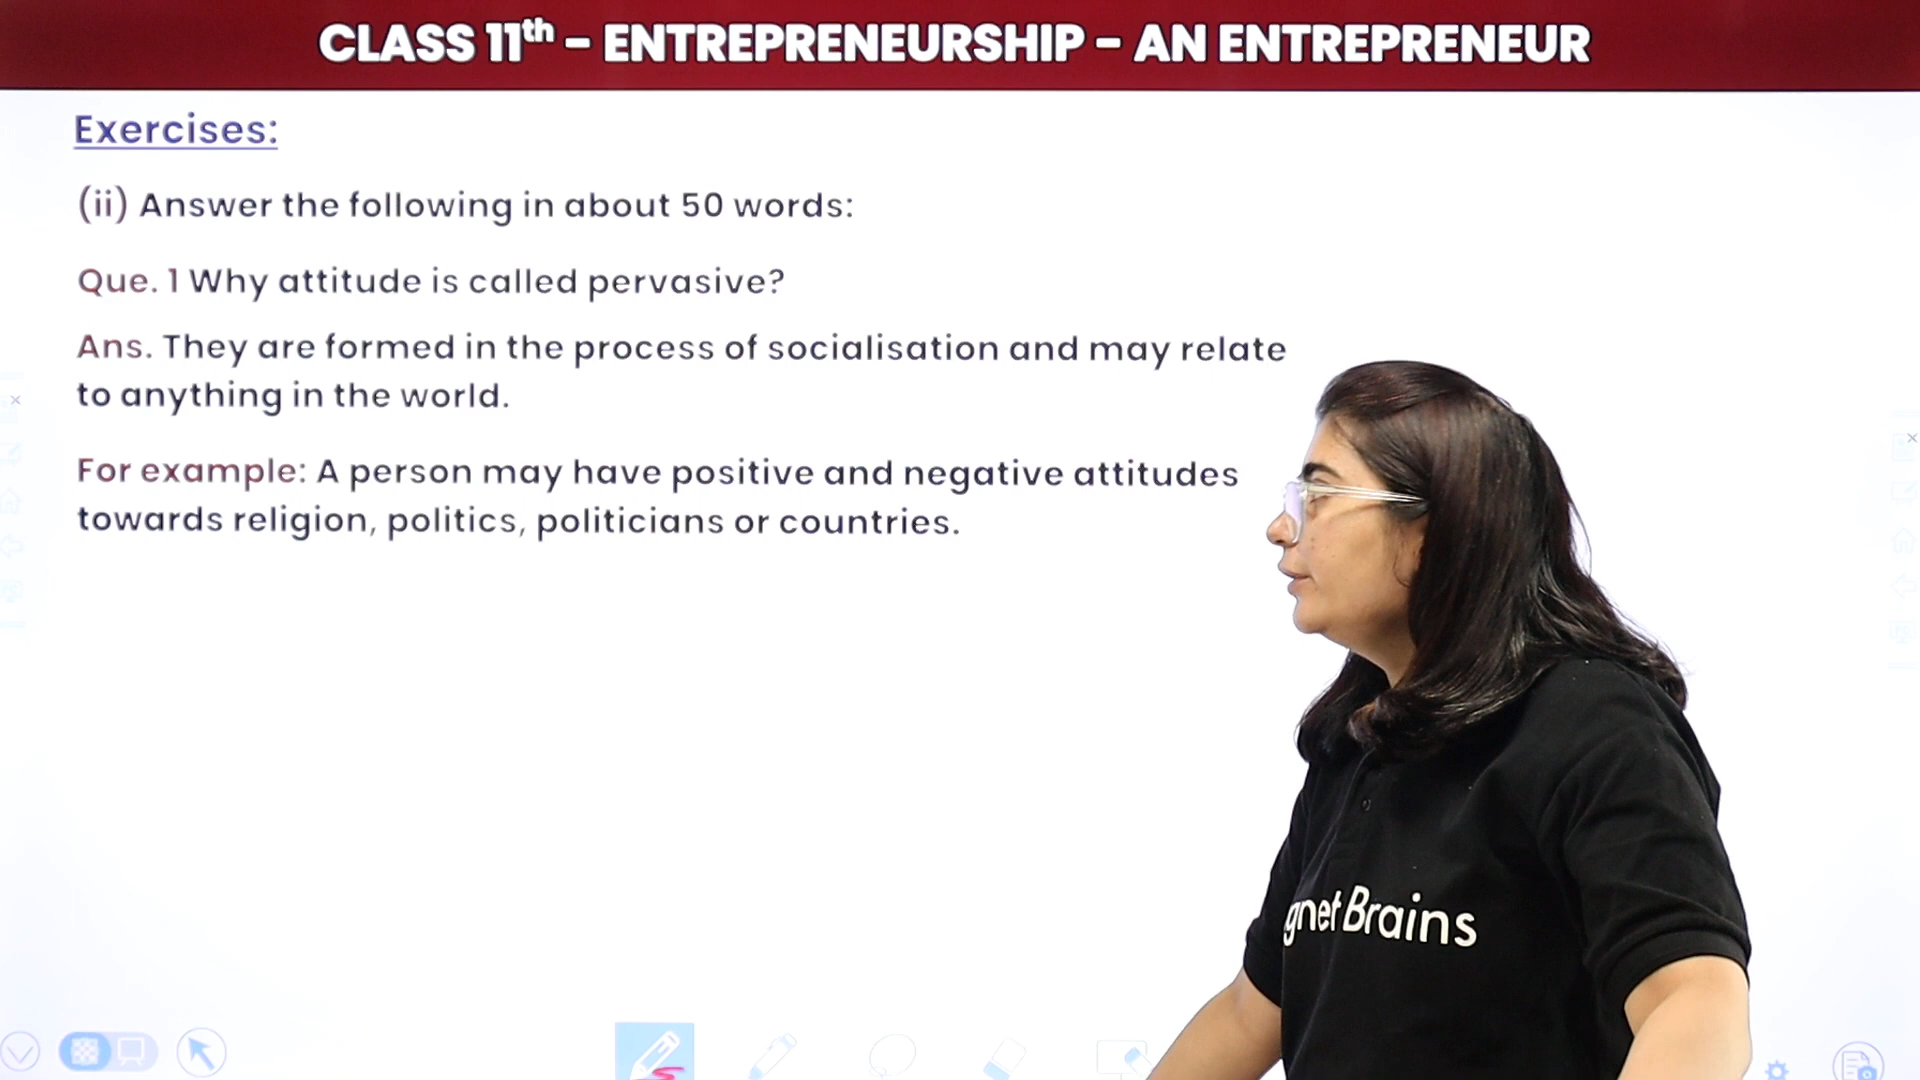 CLASS 11th – ENTREPRENEURSHIP – AN ENTREPRENEUR
Exercises:
(ii) Answer the following in about 50 words:
Que. 1 Why attitude is called pervasive?
Ans. They are formed in the process of socialisation and may relate
to anything in the world.
For example: A person may have positive and negative attitudes
towards religion, politics, politicians or countries.
gnet Brains